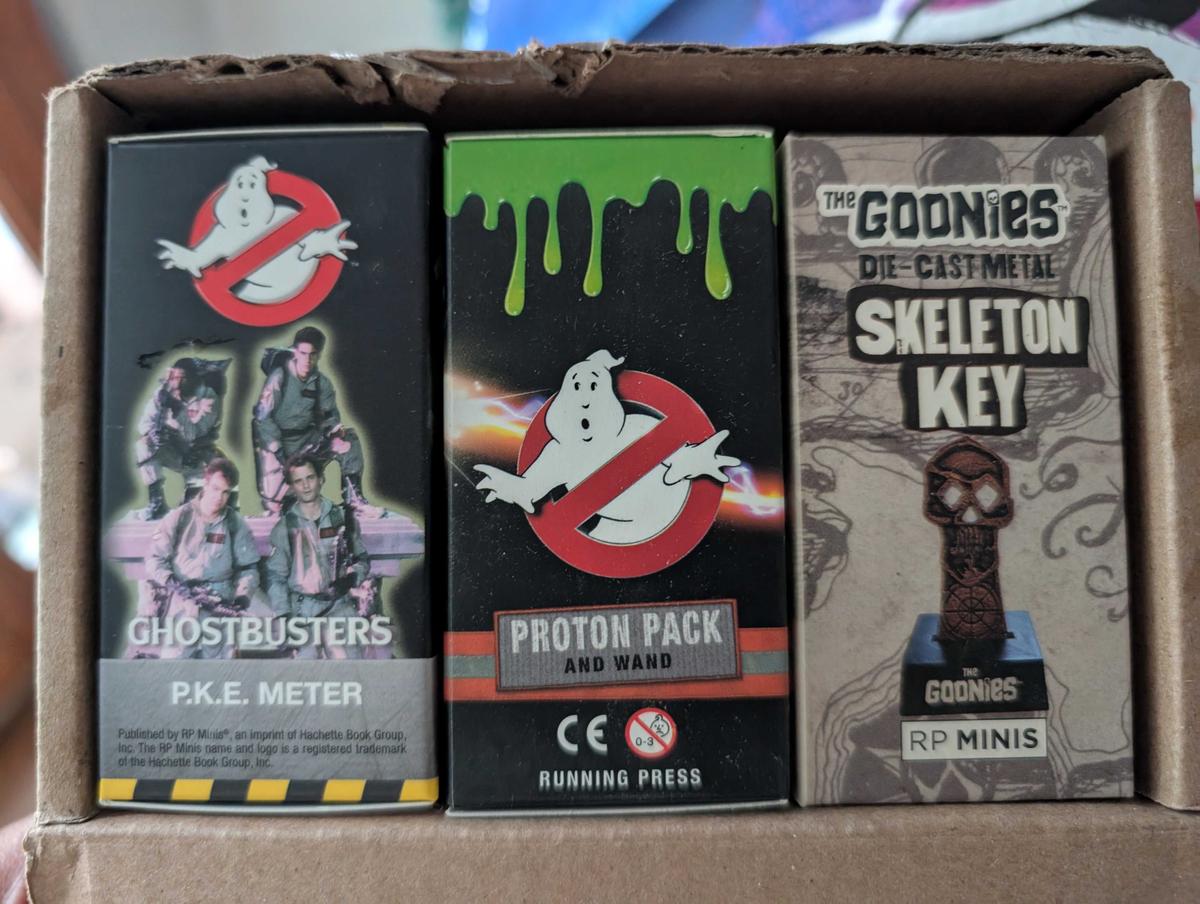 GHOSTBUSTERS
P.K.E. METER
Published by RP Minis®, an imprint of Hachette Book Group,
Inc. The RP Minis name and logo is a registered trademark
of the Hachette Book Group, Inc.
PROTON PACK
AND WAND
CE
0-3
RUNNING PRESS
THE GOONIES™
DIE-CAST METAL
SKELETON
KEY
30
THE
GOONIES
RP MINIS